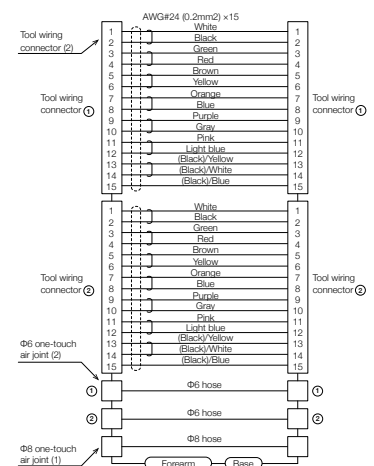 AWG#24 (0.2mm2) ×15
Tool wiring
connector (2)
Tool wiring
connector ①
1 White 1
2 Black 2
3 Green 3
4 Red 4
5 Brown 5
6 Yellow 6
7 Orange 7
8 Blue 8
9 Purple 9
10 Gray 10
11 Pink 11
12 Light blue 12
13 (Black)/Yellow 13
14 (Black)/White 14
15 (Black)/Blue 15
Tool wiring
connector ①
Tool wiring
connector ②
1 White 1
2 Black 2
3 Green 3
4 Red 4
5 Brown 5
6 Yellow 6
7 Orange 7
8 Blue 8
9 Purple 9
10 Gray 10
11 Pink 11
12 Light blue 12
13 (Black)/Yellow 13
14 (Black)/White 14
15 (Black)/Blue 15
Tool wiring
connector ②
Φ6 one-touch
air joint (2)
① Φ6 hose ①
② Φ6 hose ②
Φ8 one-touch
air joint (1)
Φ8 hose
Forearm Base